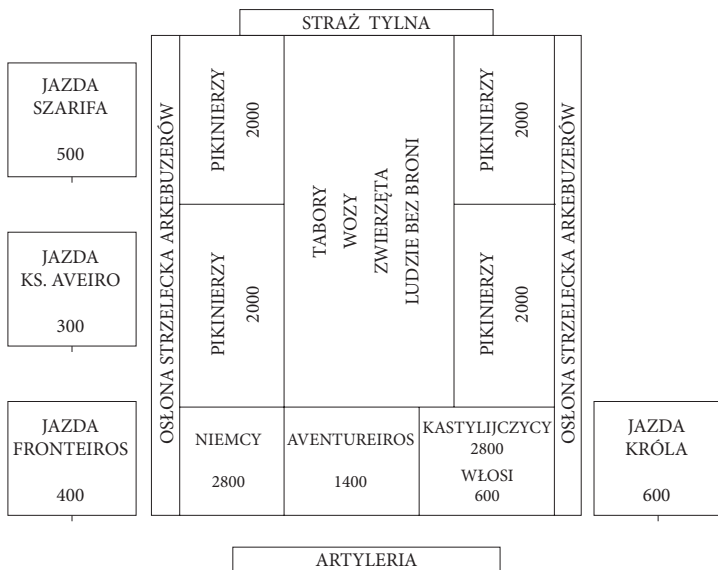 STRAŻ TYLNA
JAZDA
SZARIFA
500
JAZDA
KS. AVEIRO
300
JAZDA
FRONTEIROS
400
OSŁONA STRZELECKA ARKEBUZERÓW
PIKINIERZY
2000
PIKINIERZY
2000
TABORY
WOZY
ZWIERZĘTA
LUDZIE BEZ BRONI
PIKINIERZY
2000
PIKINIERZY
2000
OSŁONA STRZELECKA ARKEBUZERÓW
NIEMCY
2800
AVENTUREIROS
1400
KASTYLIJCZYCY
2800
WŁOSI
600
JAZDA
KRÓLA
600
ARTYLERIA